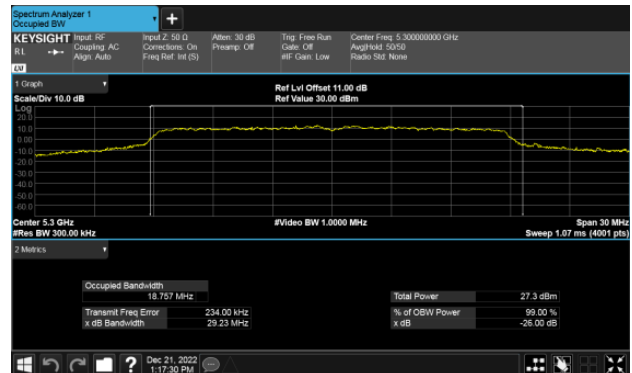 Spectrum Analyzer 1
Occupied BW
+
KEYSIGHT Input: RF Input Z: 50 Ω Atten: 30 dB Trig: Free Run Center Freq: 5.300000000 GHz
RL Coupling: AC Corrections: On Preamp: Off Gate: Off Avg|Hold: 50/50
Align: Auto Freq Ref: Int (S) #IF Gain: Low Radio Std: None
LXI
1 Graph
Ref Lvl Offset 11.00 dB
Scale/Div 10.0 dB Ref Value 30.00 dBm
Log
20.0
10.0
0.00
-10.0
-20.0
-30.0
-40.0
-50.0
-60.0
Center 5.3 GHz #Video BW 1.0000 MHz Span 30 MHz
#Res BW 300.00 kHz Sweep 1.07 ms (4001 pts)
2 Metrics
Occupied Bandwidth
18.757 MHz Total Power 27.3 dBm
Transmit Freq Error 234.00 kHz % of OBW Power 99.00 %
x dB Bandwidth 29.23 MHz x dB -26.00 dB
? Dec 21, 2022
1:17:30 PM